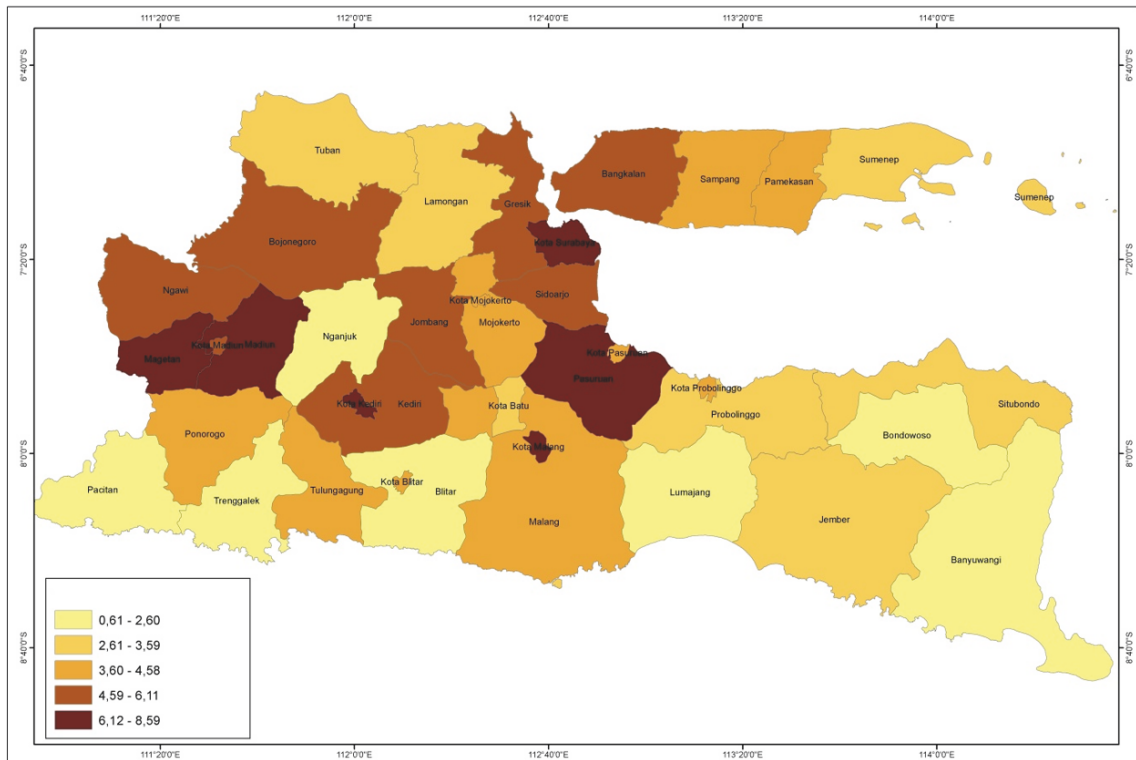 111°20'0"E 112°0'0"E 112°40'0"E 113°20'0"E 114°0'0"E
6°40'0"S 6°40'0"S
Tuban
Sumenep
Bangkalan
Sampang
Pamekasan
Lamongan
Sumenep
Gresik
Bojonegoro
Kota Surabaya
7°20'0"S 7°20'0"S
Ngawi
Sidoarjo
Kota Mojokerto
Jombang
Mojokerto
Nganjuk
Kota Madiun
Madiun
Magetan
Kota Pasuruan
Pasuruan
Kota Probolinggo
Kota Kediri
Kediri
Kota Batu
Situbondo
Probolinggo
Ponorogo
Bondowoso
Kota Malang
8°0'0"S 8°0'0"S
Kota Blitar
Pacitan
Tulungagung
Blitar
Lumajang
Trenggalek
Jember
Malang
Banyuwangi
0,61 - 2,60
2,61 - 3,59
8°40'0"S 8°40'0"S
3,60 - 4,58
4,59 - 6,11
6,12 - 8,59
111°20'0"E 112°0'0"E 112°40'0"E 113°20'0"E 114°0'0"E